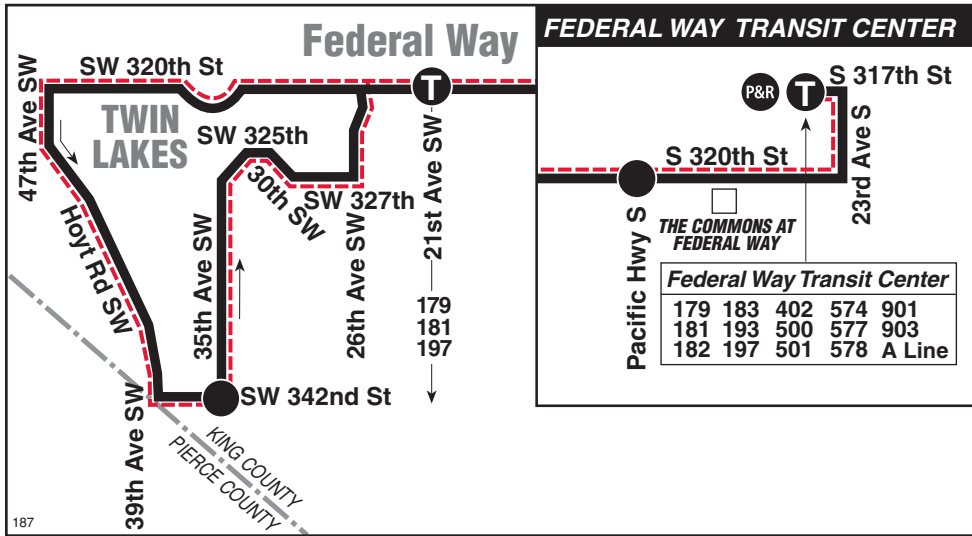 Federal Way
SW 320th St
47th Ave SW
TWIN
LAKES
SW 325th
30th SW
SW 327th
21st Ave SW
Hoyt Rd SW
35th Ave SW
26th Ave SW
179
181
197
39th Ave SW
SW 342nd St
KING COUNTY
PIERCE COUNTY
187
FEDERAL WAY TRANSIT CENTER
P&R
T
T
S 317th St
S 320th St
23rd Ave S
Pacific Hwy S
THE COMMONS AT
FEDERAL WAY
Federal Way Transit Center
179 183 402 574 901
181 193 500 577 903
182 197 501 578 A Line